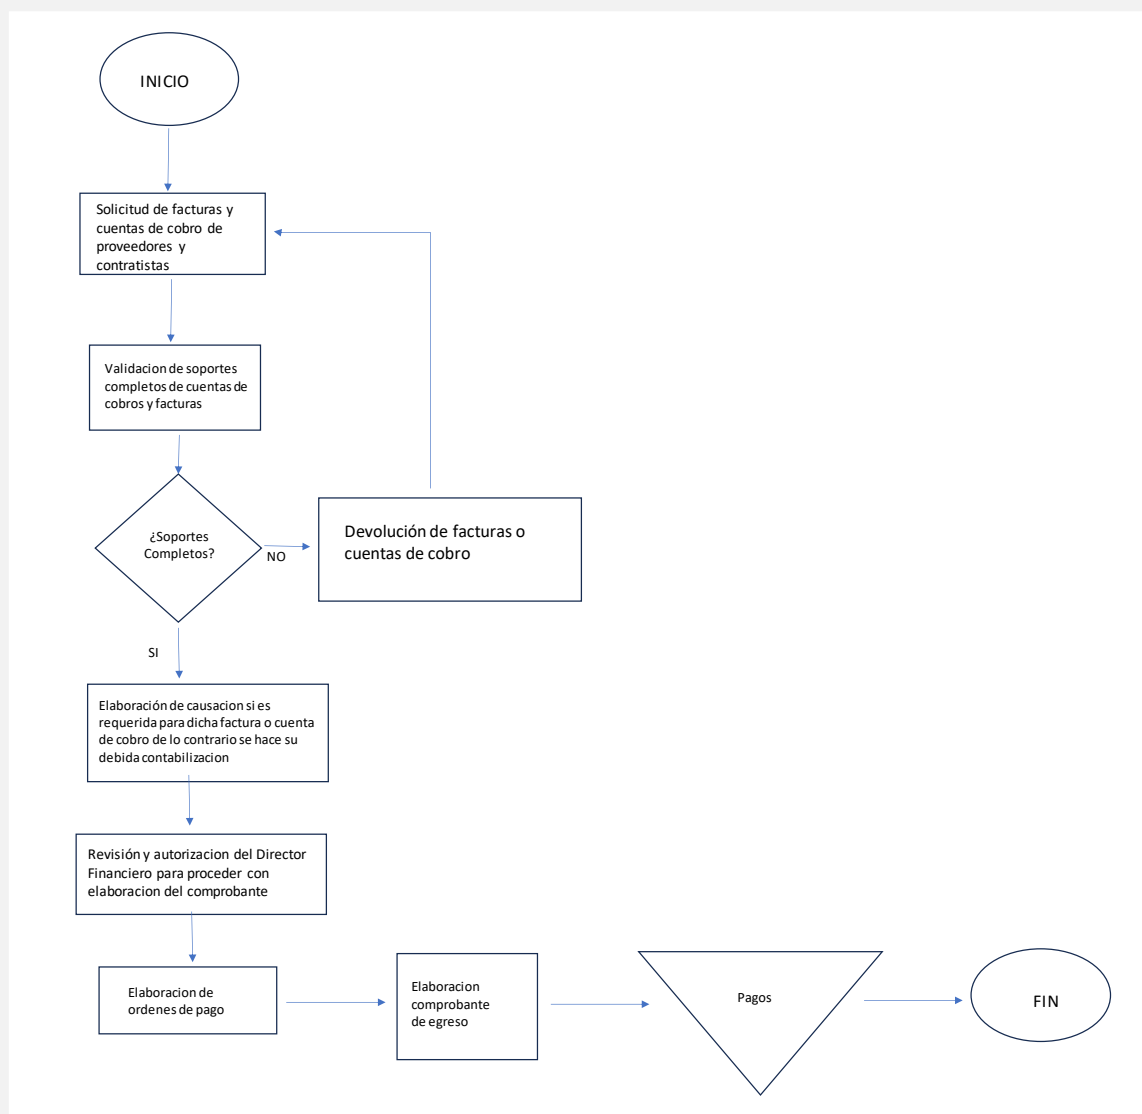 INICIO
Solicitud de facturas y
cuentas de cobro de
proveedores y
contratistas
Validacion de soportes
completos de cuentas de
cobros y facturas
¿Soportes
Completos?
NO
Devolución de facturas o
cuentas de cobro
SI
Elaboración de causacion si es
requerida para dicha factura o cuenta
de cobro de lo contrario se hace su
debida contabilizacion
Revisión y autorizacion del Director
Financiero para proceder con
elaboracion del comprobante
Elaboracion de
ordenes de pago
Elaboracion
comprobante
de egreso
Pagos
FIN